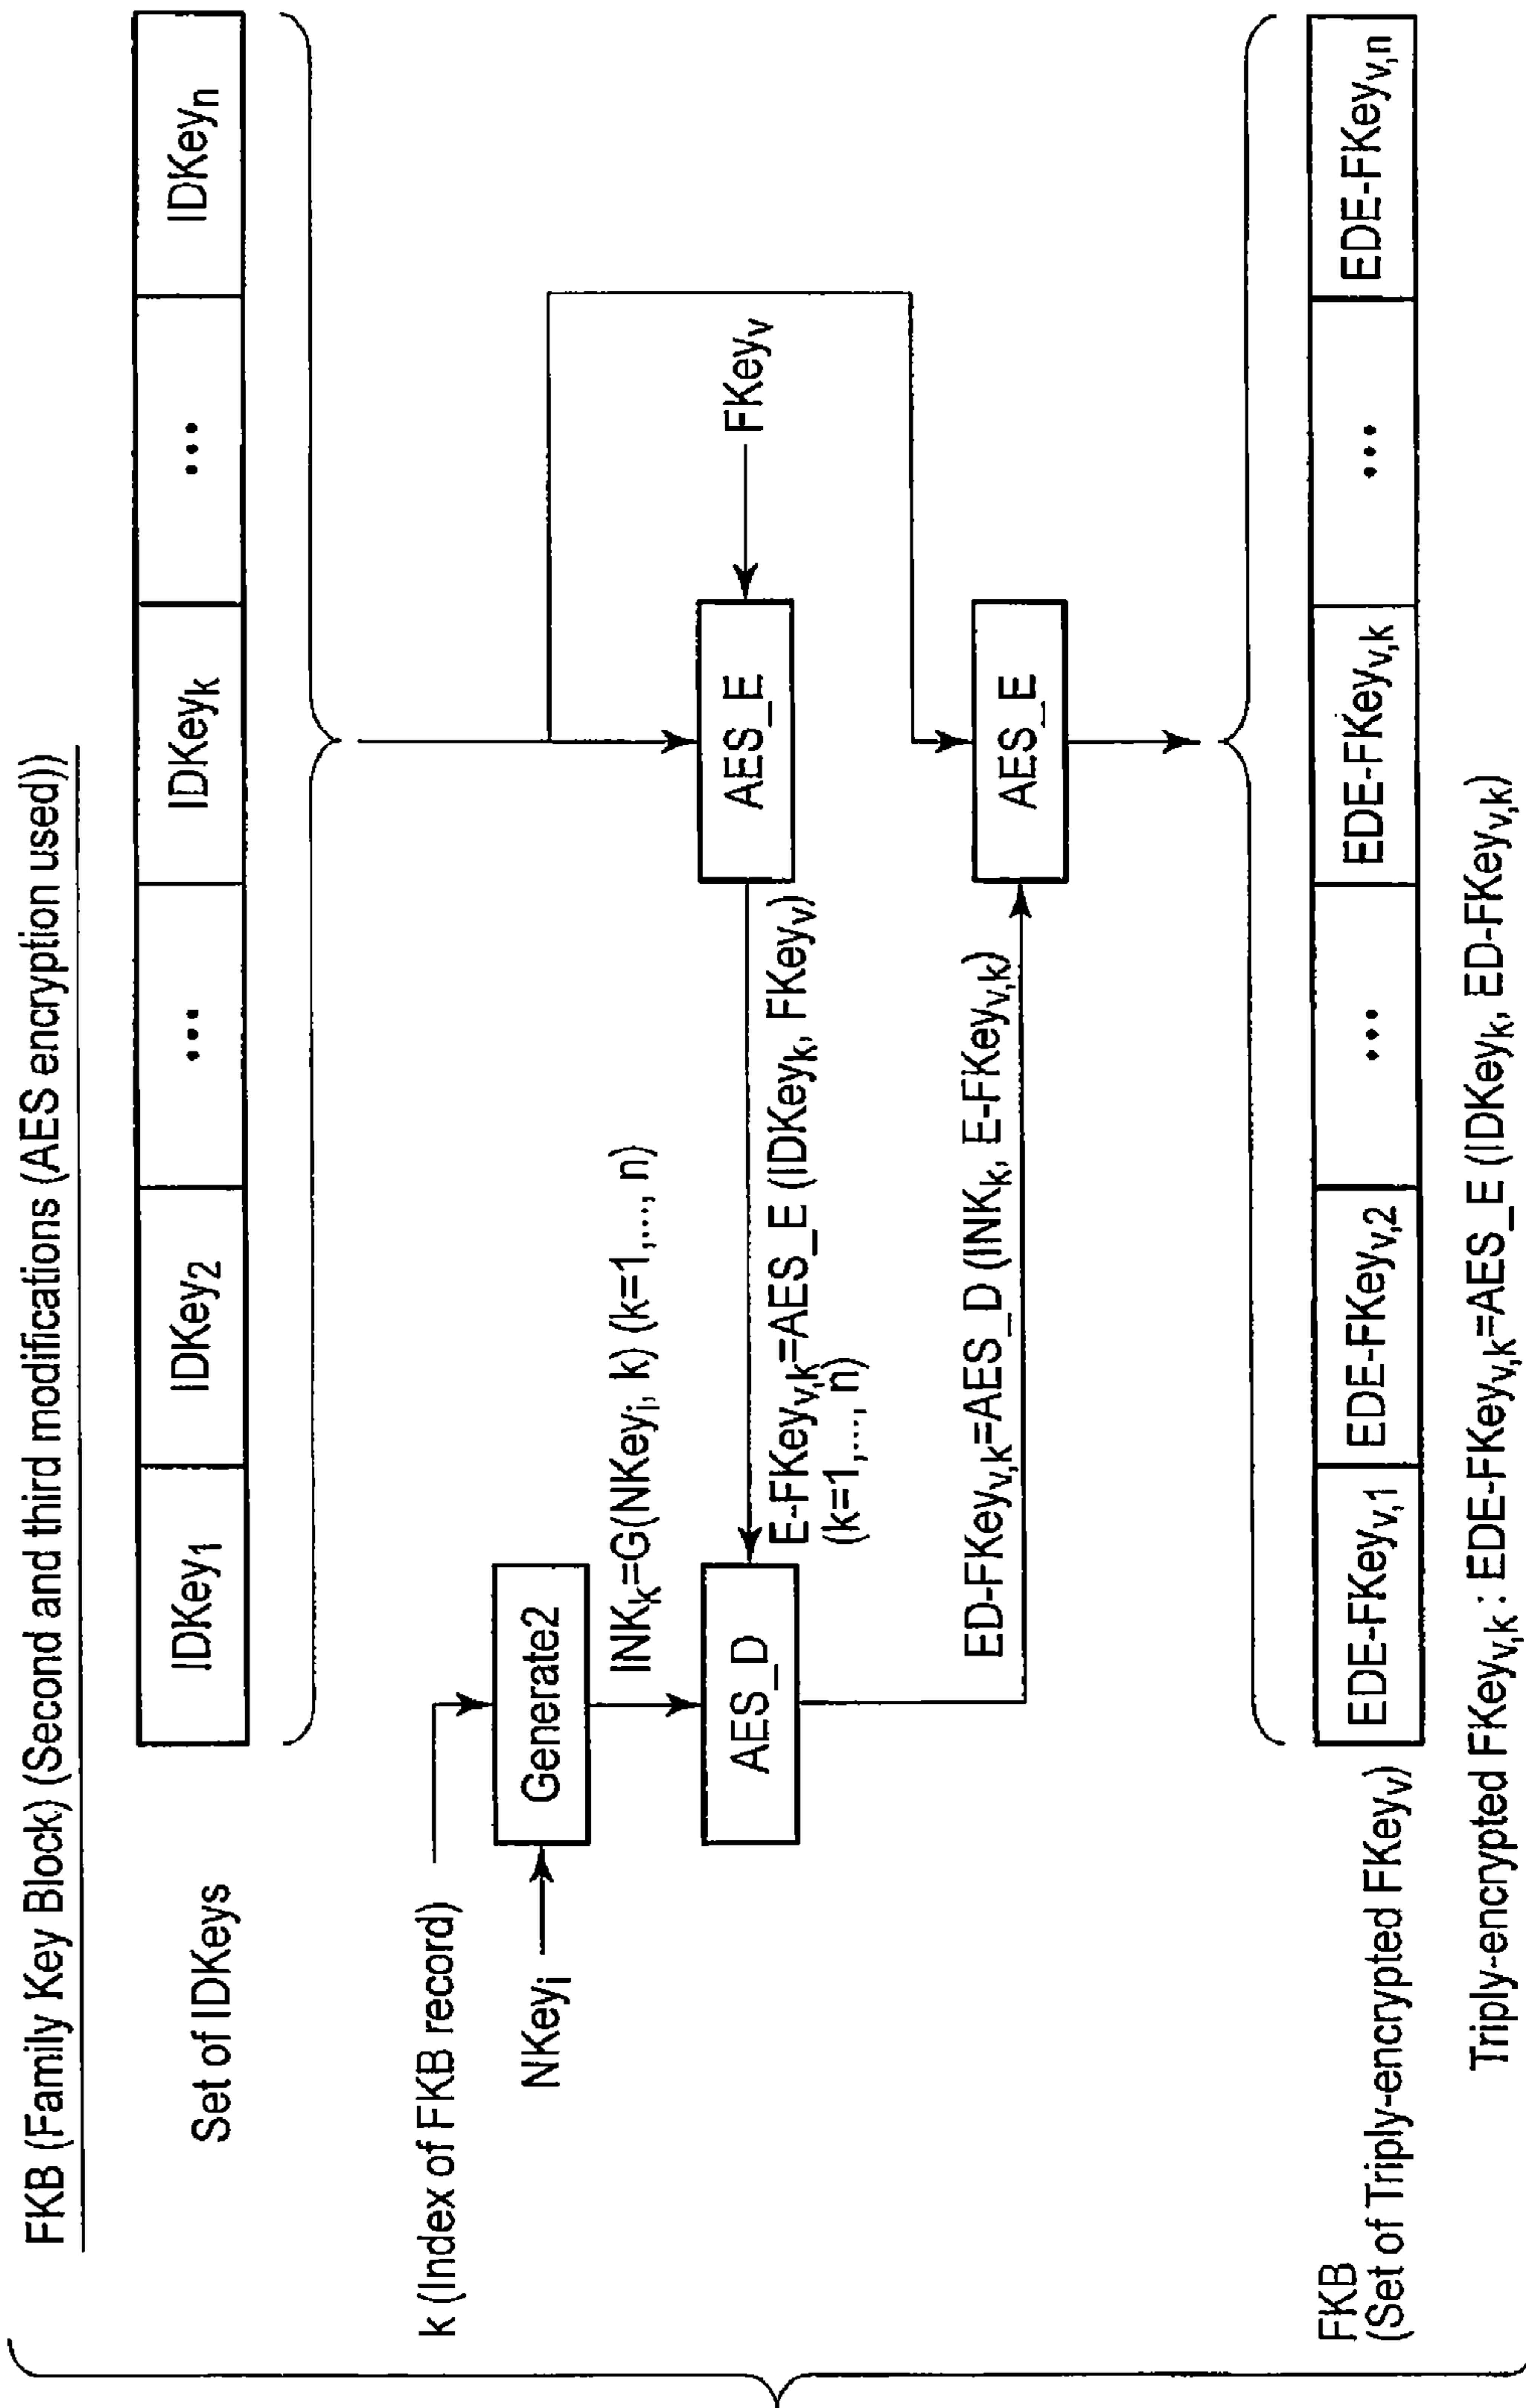 FKB (Family Key Block) (Second and third modifications (AES encryption used))
Set of IDKeys
IDKey1
IDKey2
...
IDKeyk
...
IDKeyn
k (Index of FKB record)
NKeyi
Generate2
INKk=G(NKeyi, k) (k=1,..., n)
AES_D
E-FKeyv,k=AES_E (IDKeyk, FKeyv)
(k=1,..., n)
AES_E
FKeyv
ED-FKeyv,k=AES_D (INKk, E-FKeyv,k)
AES_E
FKB
(Set of Triply-encrypted FKeyv)
EDE-FKeyv,1
EDE-FKeyv,2
...
EDE-FKeyv,k
...
EDE-FKeyv,n
Triply-encrypted FKeyv,k : EDE-FKeyv,k=AES_E (IDKeyk, ED-FKeyv,k)